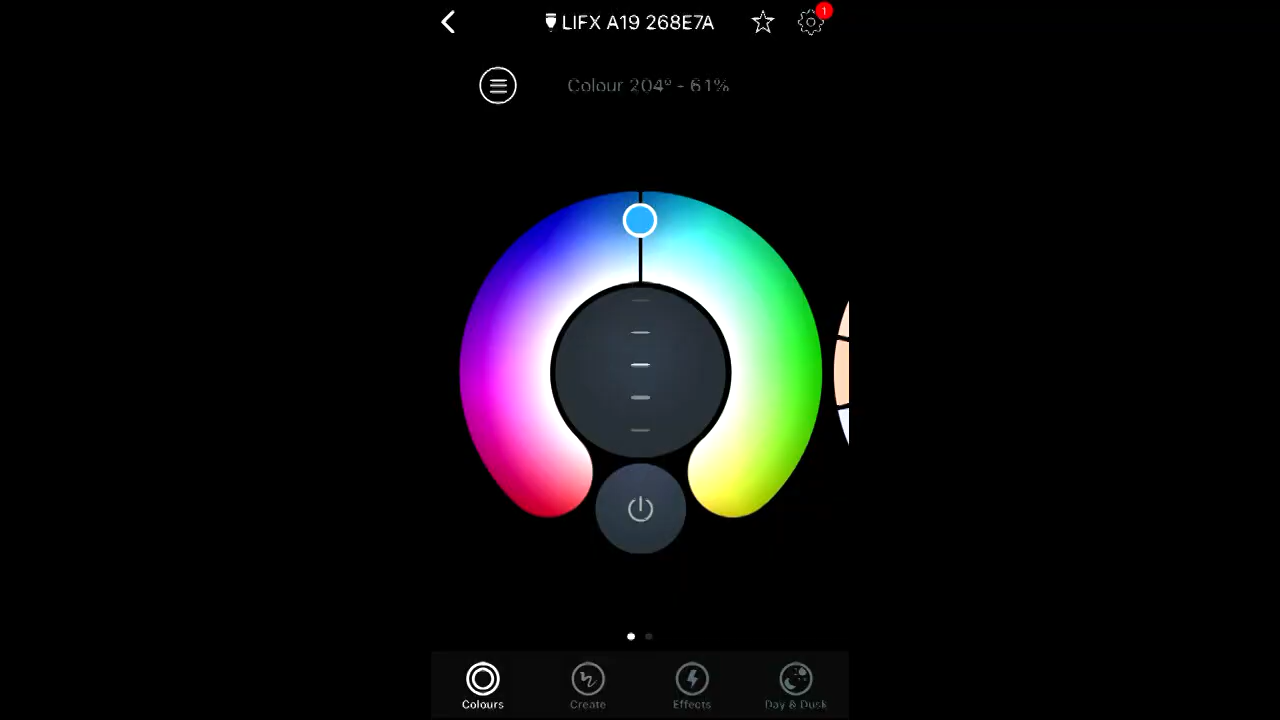 LIFX A19 268E7A
1
Colour 204° - 61%
Colours
Create
Effects
Day & Dusk